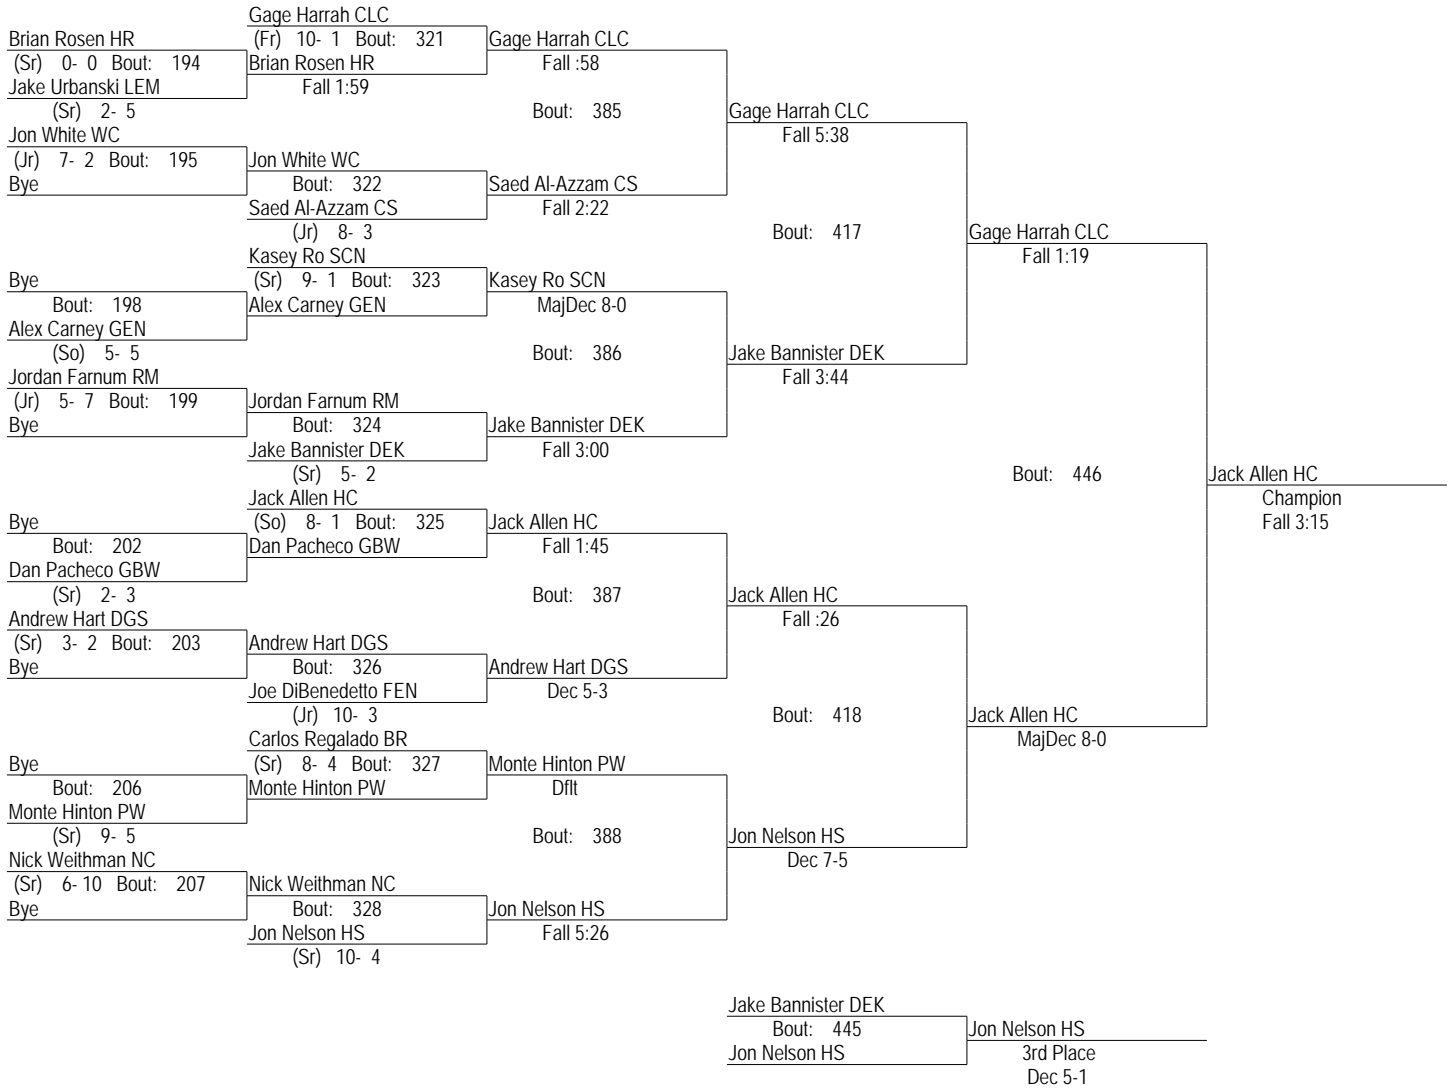 Gage Harrah CLC
Brian Rosen HR
(Fr) 10- 1 Bout: 321
Gage Harrah CLC
(Sr) 0- 0 Bout: 194
Brian Rosen HR
Fall :58
Jake Urbanski LEM
Fall 1:59
(Sr) 2- 5
Bout: 385
Gage Harrah CLC
Jon White WC
Fall 5:38
(Jr) 7- 2 Bout: 195
Jon White WC
Bye
Bout: 322
Saed Al-Azzam CS
Saed Al-Azzam CS
Fall 2:22
(Jr) 8- 3
Bout: 417
Gage Harrah CLC
Kasey Ro SCN
Fall 1:19
Bye
(Sr) 9- 1 Bout: 323
Kasey Ro SCN
Bout: 198
Alex Carney GEN
MajDec 8-0
Alex Carney GEN
(So) 5- 5
Bout: 386
Jake Bannister DEK
Jordan Farnum RM
Fall 3:44
(Jr) 5- 7 Bout: 199
Jordan Farnum RM
Bye
Bout: 324
Jake Bannister DEK
Jake Bannister DEK
Fall 3:00
(Sr) 5- 2
Bout: 446
Jack Allen HC
Jack Allen HC
Champion
Bye
(So) 8- 1 Bout: 325
Jack Allen HC
Fall 3:15
Bout: 202
Dan Pacheco GBW
Fall 1:45
Dan Pacheco GBW
(Sr) 2- 3
Bout: 387
Jack Allen HC
Andrew Hart DGS
Fall :26
(Sr) 3- 2 Bout: 203
Andrew Hart DGS
Bye
Bout: 326
Andrew Hart DGS
Joe DiBenedetto FEN
Dec 5-3
(Jr) 10- 3
Bout: 418
Jack Allen HC
Carlos Regalado BR
MajDec 8-0
Bye
(Sr) 8- 4 Bout: 327
Monte Hinton PW
Bout: 206
Monte Hinton PW
Dflt
Monte Hinton PW
(Sr) 9- 5
Bout: 388
Jon Nelson HS
Nick Weithman NC
Dec 7-5
(Sr) 6- 10 Bout: 207
Nick Weithman NC
Bye
Bout: 328
Jon Nelson HS
Jon Nelson HS
Fall 5:26
(Sr) 10- 4
Jake Bannister DEK
Bout: 445
Jon Nelson HS
Jon Nelson HS
3rd Place
Dec 5-1